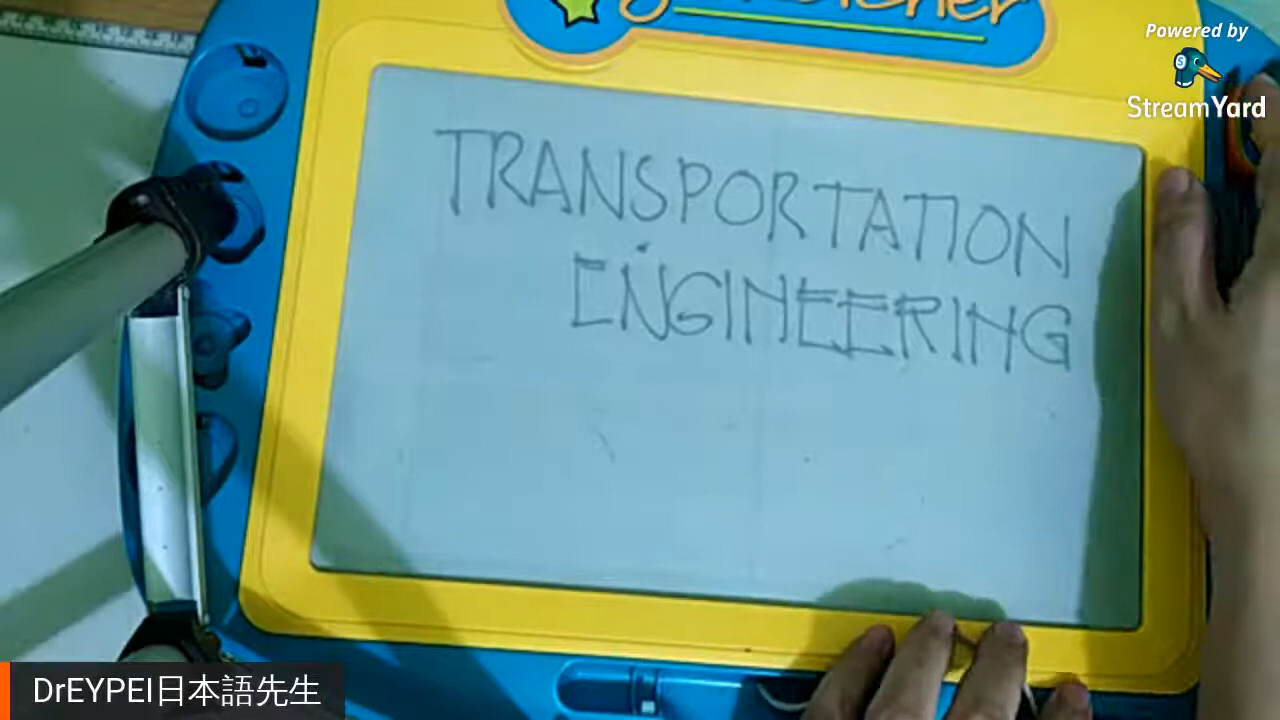 Powered by
StreamYard
TRANSPORTATION
ENGINEERING
DrEYPEI日本語先生